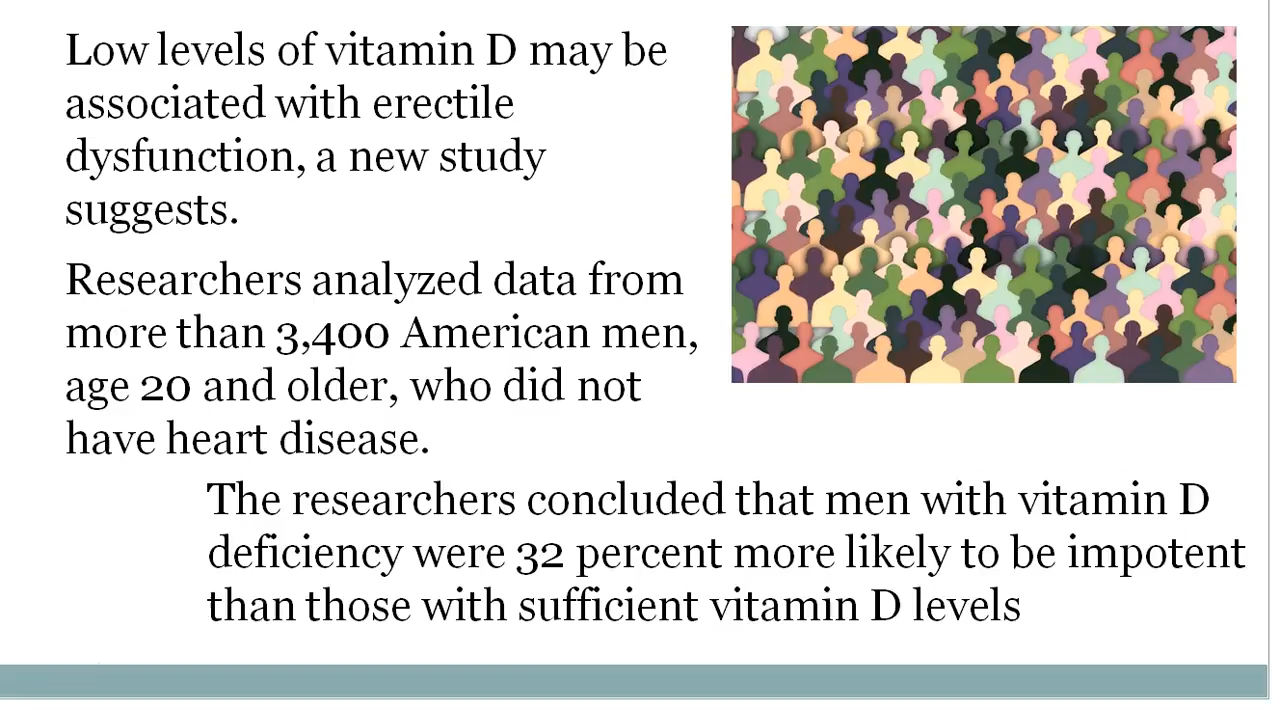 Low levels of vitamin D may be
associated with erectile
dysfunction, a new study
suggests.
Researchers analyzed data from
more than 3,400 American men,
age 20 and older, who did not
have heart disease.
The researchers concluded that men with vitamin D
deficiency were 32 percent more likely to be impotent
than those with sufficient vitamin D levels